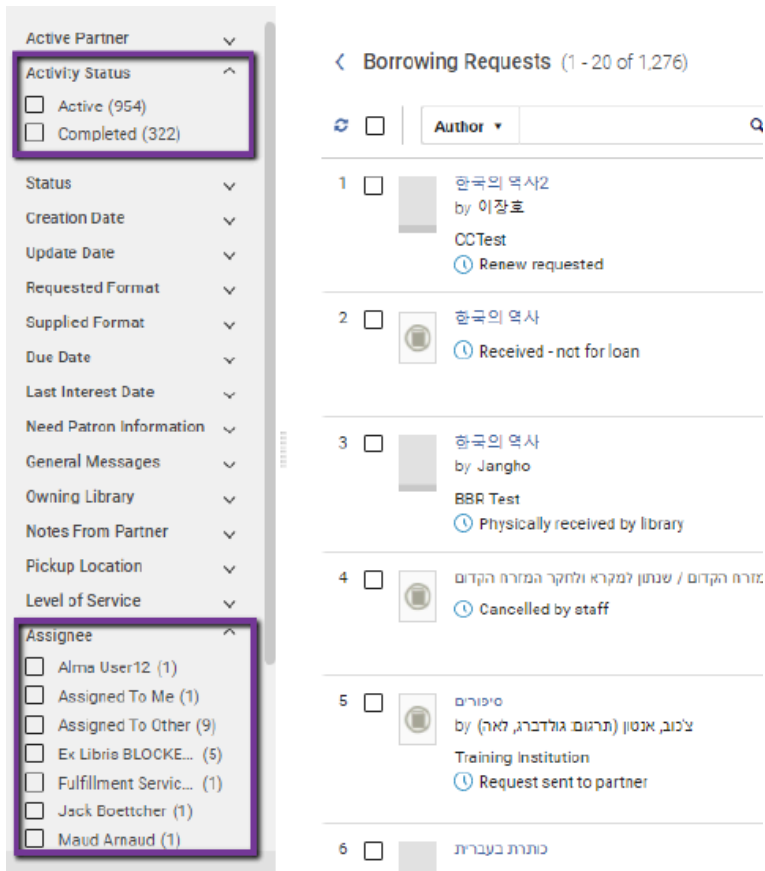 Active Partner
Activity Status
Active (954)
Completed (322)
Status
Creation Date
Update Date
Requested Format
Supplied Format
Due Date
Last Interest Date
Need Patron Information
General Messages
Owning Library
Notes From Partner
Pickup Location
Level of Service
Assignee
Alma User12 (1)
Assigned To Me (1)
Assigned To Other (9)
Ex Libris BLOCKE... (5)
Fulfillment Servic... (1)
Jack Boettcher (1)
Maud Arnaud (1)
Borrowing Requests (1 - 20 of 1,276)
Author
1
한국의 역사2
by 이장호
CCTest
Renew requested
2
한국의 역사
Received - not for loan
3
한국의 역사
by Jangho
BBR Test
Physically received by library
4
המזרח הקדום / שנתון למקרא ולחקר המזרח הקדום
Cancelled by staff
5
סיפורים
by צ'כוב, אנטון (תרגום: גולדברג, לאה)
Training Institution
Request sent to partner
6
כותרת בעברית